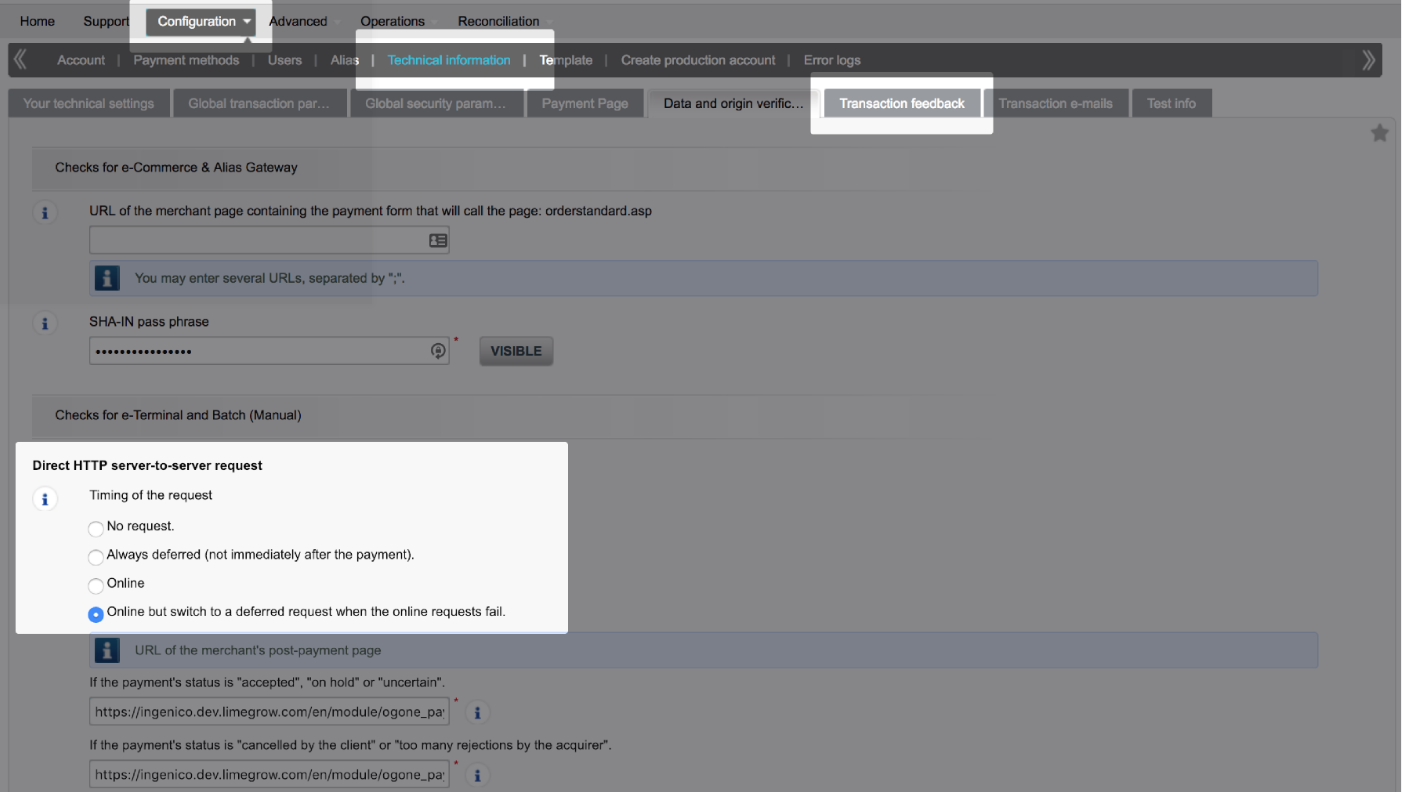 Home Support Configuration Advanced Operations Reconciliation
Account | Payment methods | Users | Alias | Technical information | Template | Create production account | Error logs
Your technical settings Global transaction par... Global security param... Payment Page Data and origin verific... Transaction feedback Transaction e-mails Test info
Checks for e-Commerce & Alias Gateway
URL of the merchant page containing the payment form that will call the page: orderstandard.asp
You may enter several URLs, separated by ";".
SHA-IN pass phrase
•••••••••••••••• * VISIBLE
Checks for e-Terminal and Batch (Manual)
Direct HTTP server-to-server request
Timing of the request
No request.
Always deferred (not immediately after the payment).
Online
Online but switch to a deferred request when the online requests fail.
URL of the merchant's post-payment page
If the payment's status is "accepted", "on hold" or "uncertain".
https://ingenico.dev.limegrow.com/en/module/ogone_pay *
If the payment's status is "cancelled by the client" or "too many rejections by the acquirer".
https://ingenico.dev.limegrow.com/en/module/ogone_pay *